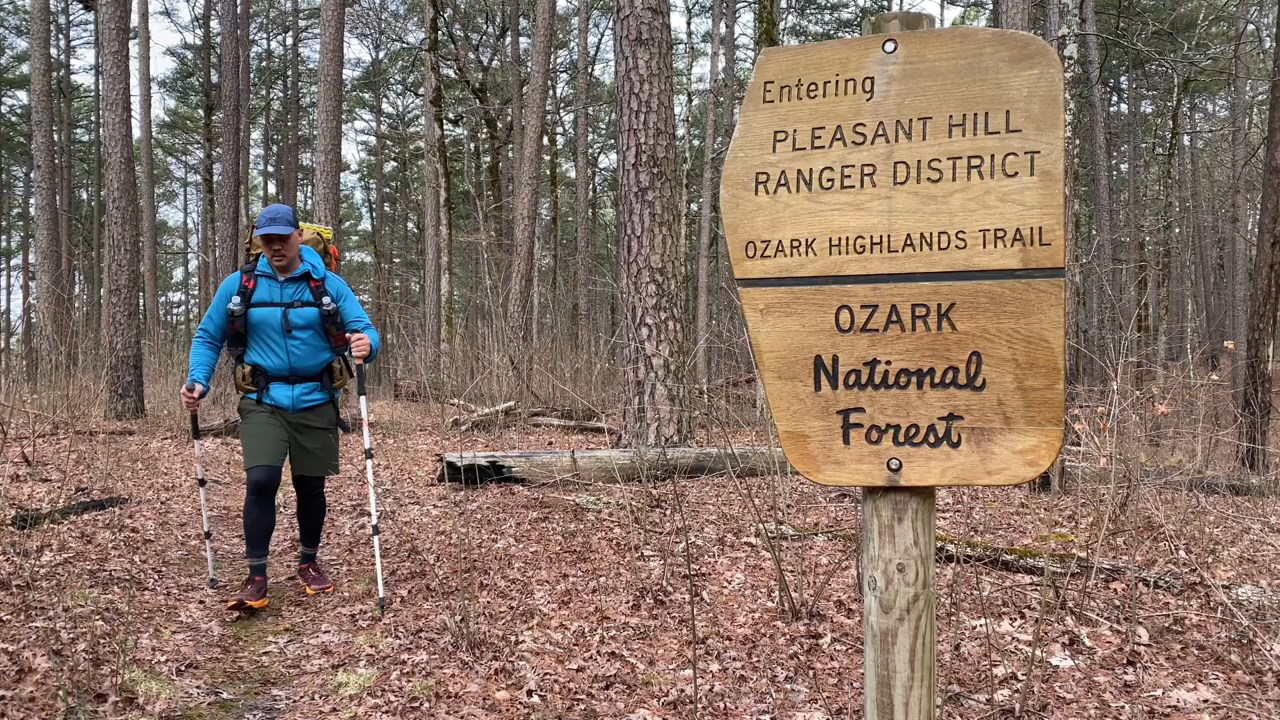 Entering
PLEASANT HILL
RANGER DISTRICT
OZARK HIGHLANDS TRAIL
OZARK
National
Forest